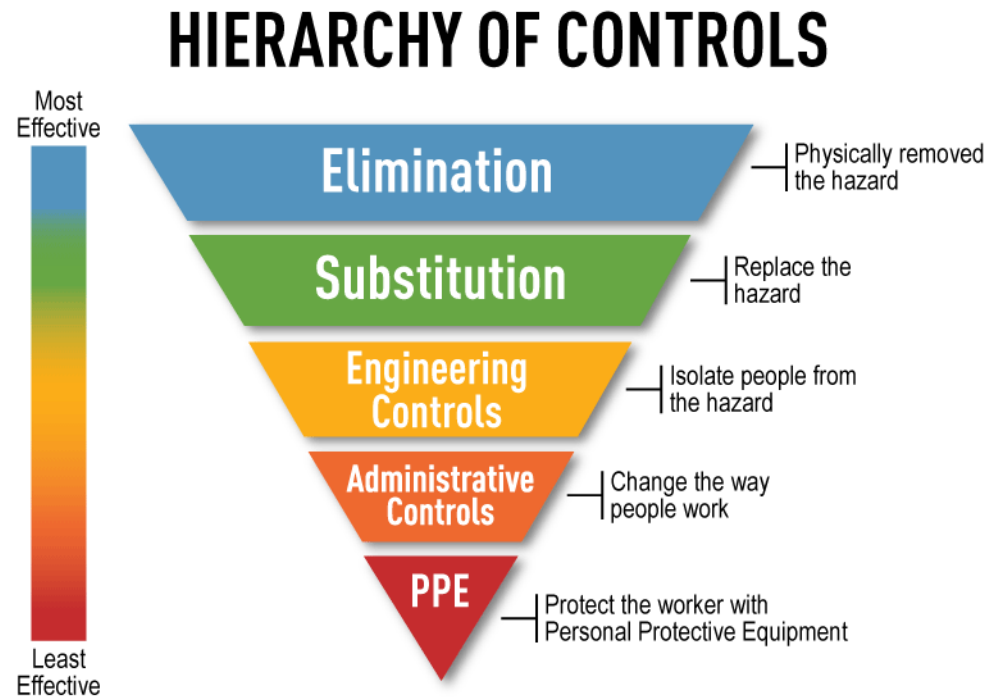 HIERARCHY OF CONTROLS
Most
Effective
Elimination
Physically removed
the hazard
Substitution
Replace the
hazard
Engineering
Controls
Isolate people from
the hazard
Administrative
Controls
Change the way
people work
PPE
Protect the worker with
Personal Protective Equipment
Least
Effective